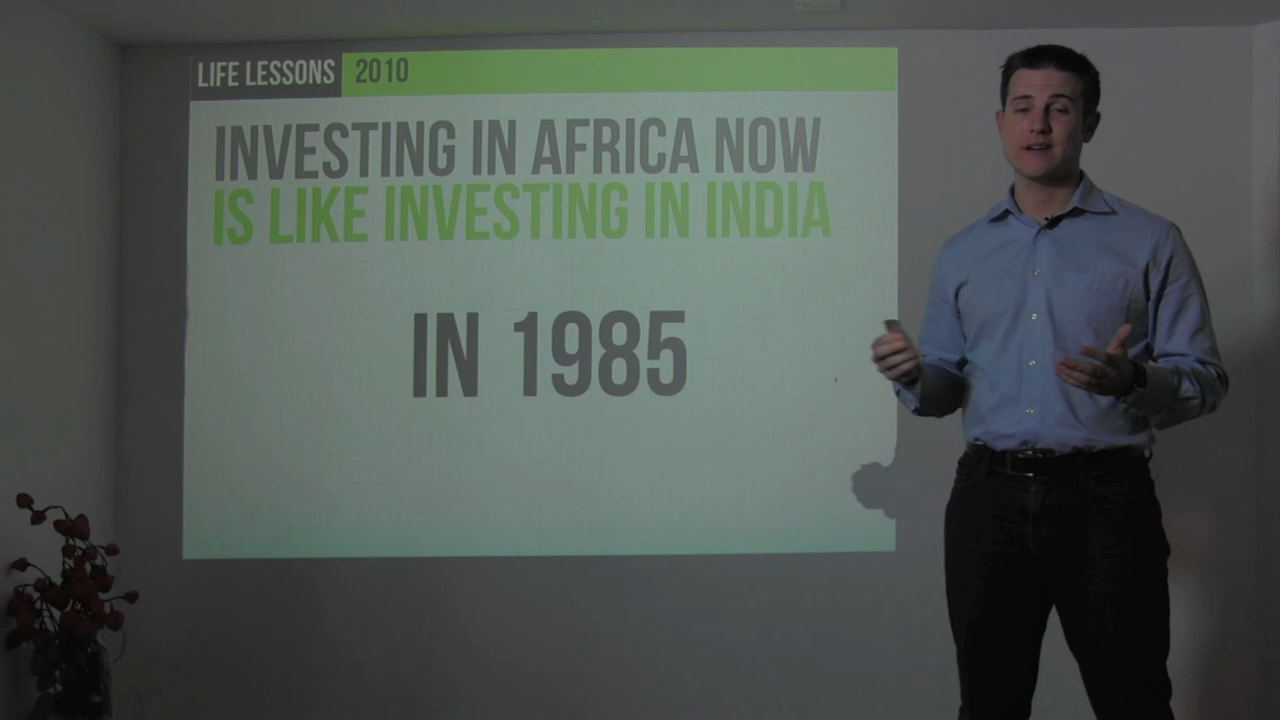 LIFE LESSONS 2010
INVESTING IN AFRICA NOW
IS LIKE INVESTING IN INDIA
IN 1985